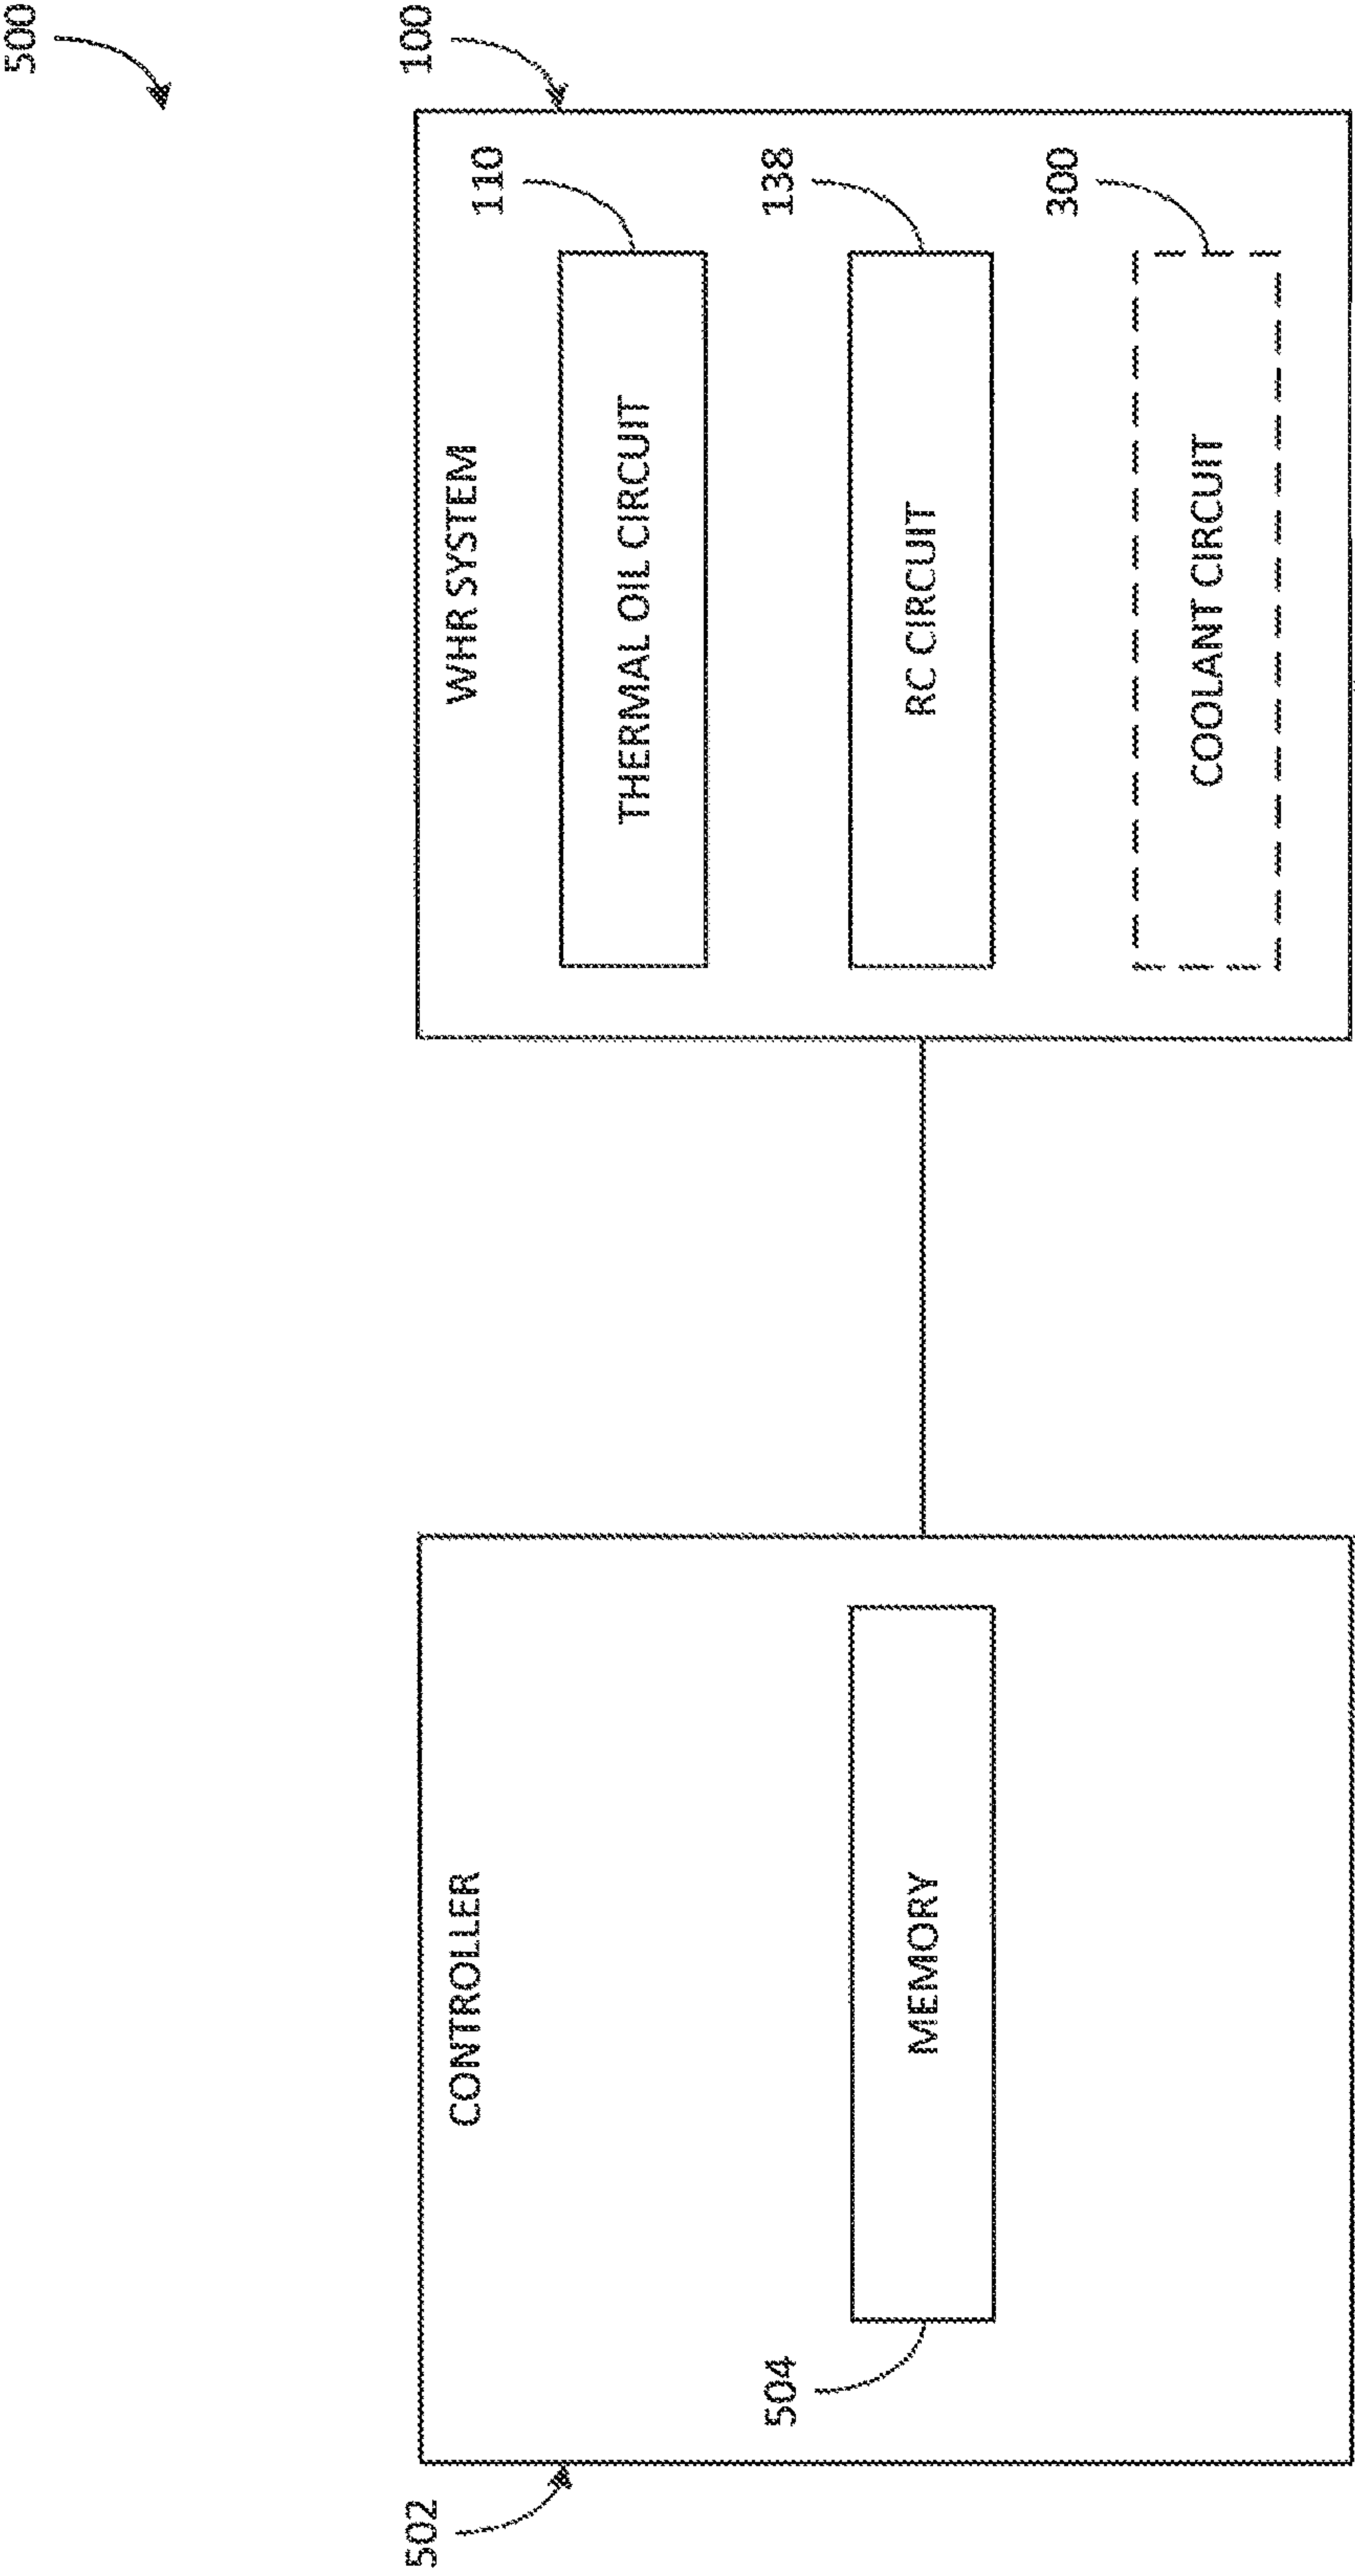 500
502
CONTROLLER
504
MEMORY
100
WHR SYSTEM
110
THERMAL OIL CIRCUIT
138
RC CIRCUIT
300
COOLANT CIRCUIT